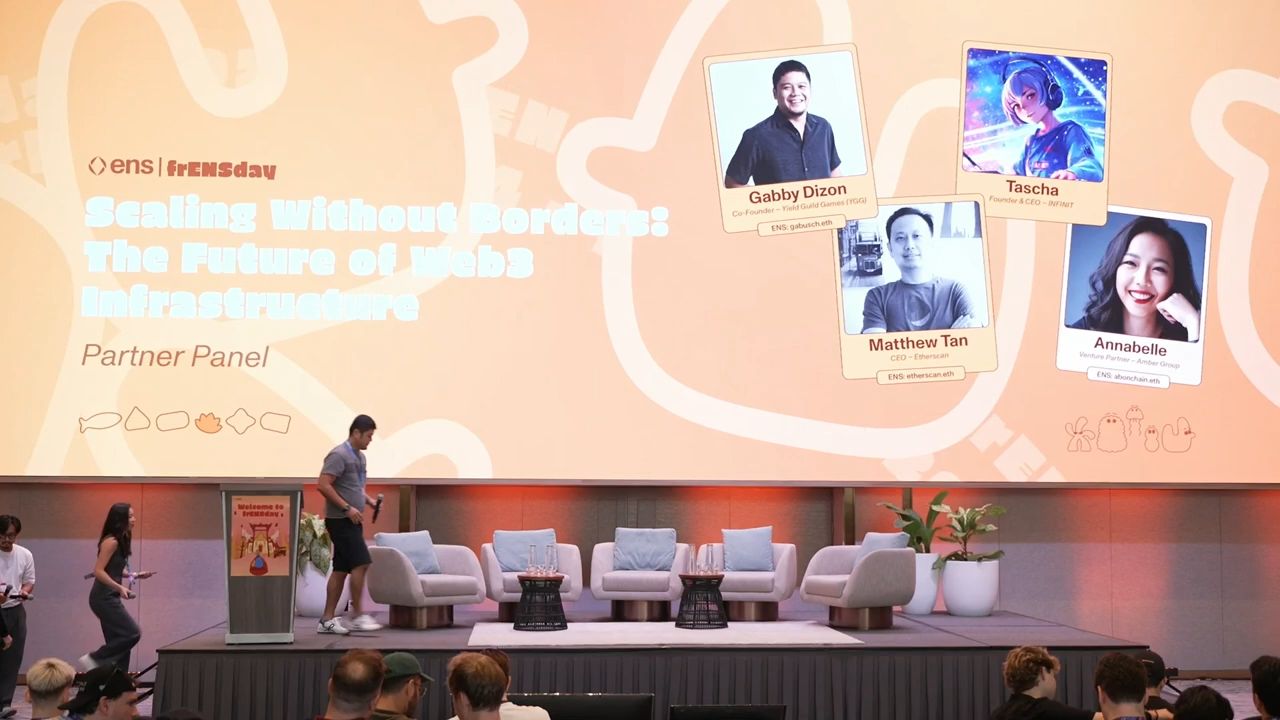 ens | frENSday
Scaling Without Borders:
The Future of Web3
Infrastructure
Partner Panel
Gabby Dizon
Co-Founder – Yield Guild Games (YGG)
ENS: gabusch.eth
Tascha
Founder & CEO – INFINIT
Matthew Tan
CEO – Etherscan
ENS: etherscan.eth
Annabelle
Venture Partner – Amber Group
ENS: abonchain.eth
Welcome to
frENSday